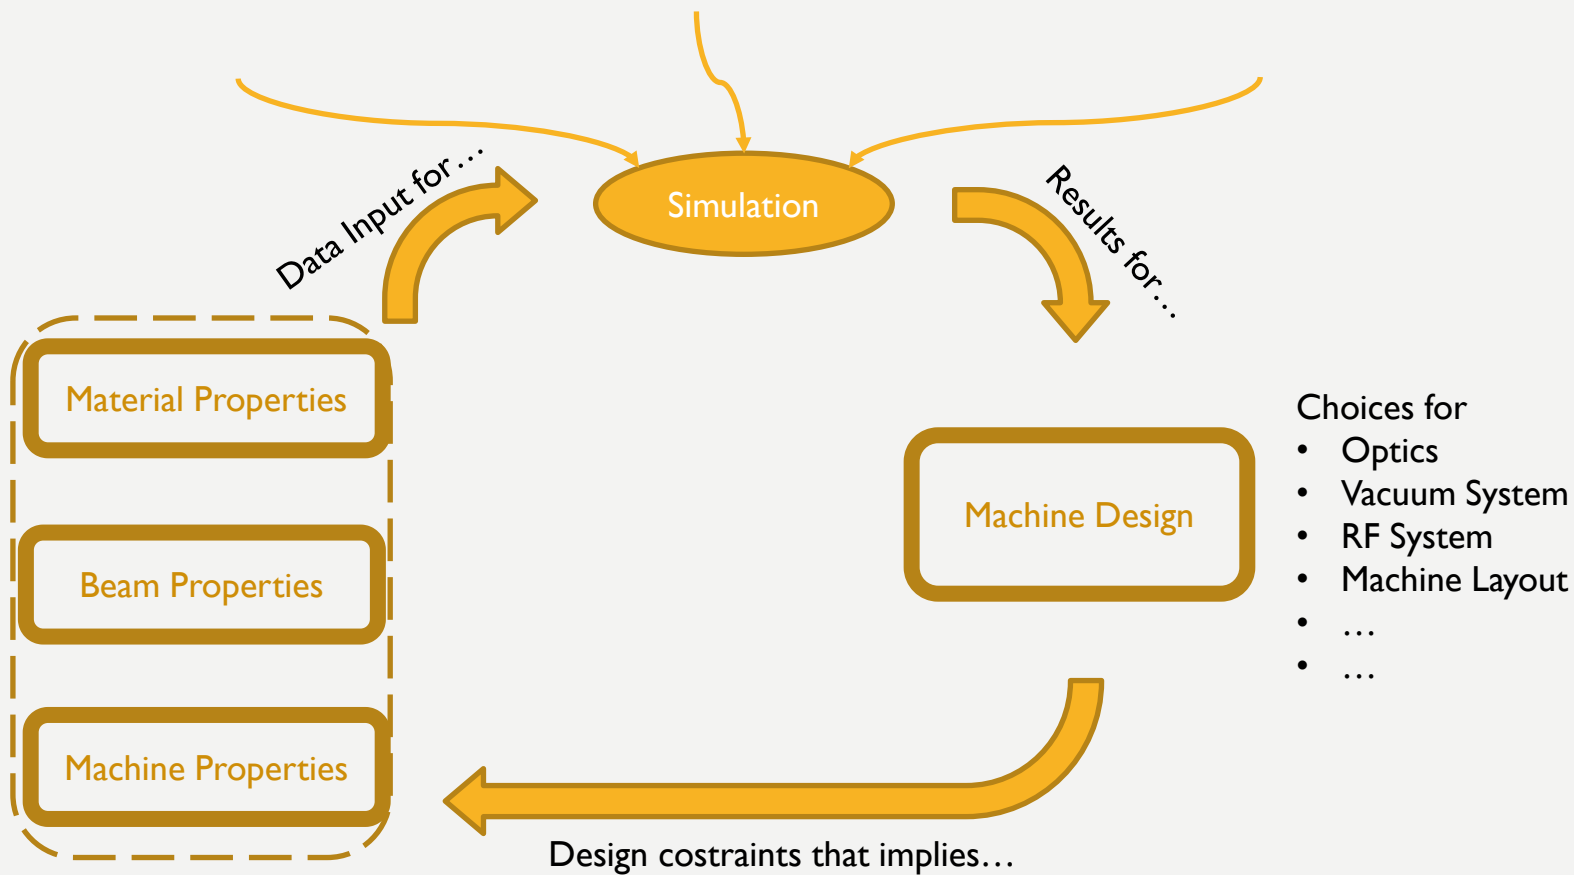 Data Input for…
Simulation
Results for…
Material Properties
Beam Properties
Machine Properties
Machine Design
Choices for
• Optics
• Vacuum System
• RF System
• Machine Layout
• …
• …
Design costraints that implies…